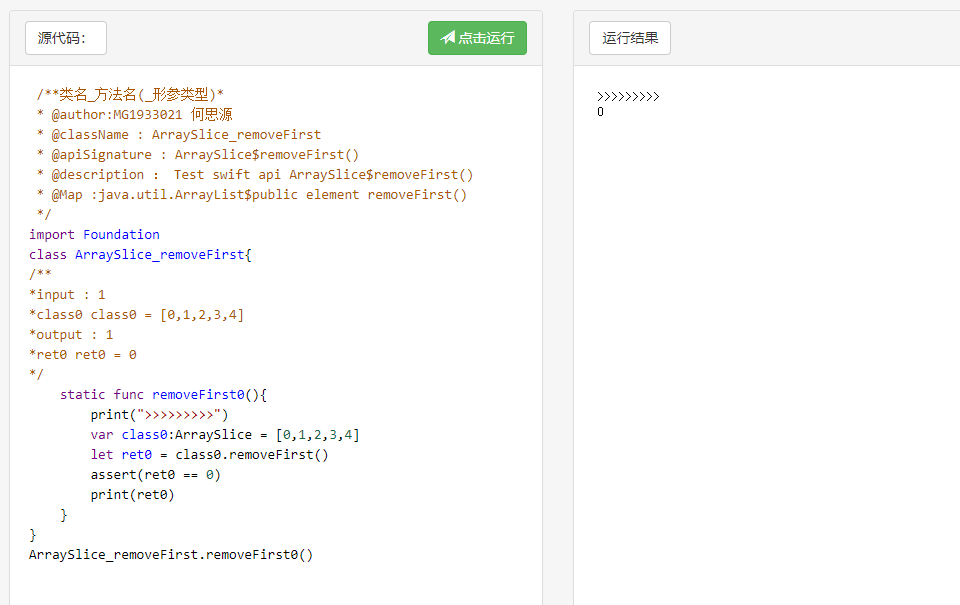 源代码：
点击运行
/**类名_方法名(_形参类型)*
* @author:MG1933021 何思源
* @className : ArraySlice_removeFirst
* @apiSignature : ArraySlice$removeFirst()
* @description : Test swift api ArraySlice$removeFirst()
* @Map :java.util.ArrayList$public element removeFirst()
*/
import Foundation
class ArraySlice_removeFirst{
/**
*input : 1
*class0 class0 = [0,1,2,3,4]
*output : 1
*ret0 ret0 = 0
*/
static func removeFirst0(){
print(">>>>>>>>>")
var class0:ArraySlice = [0,1,2,3,4]
let ret0 = class0.removeFirst()
assert(ret0 == 0)
print(ret0)
}
}
ArraySlice_removeFirst.removeFirst0()
运行结果
>>>>>>>>>
0